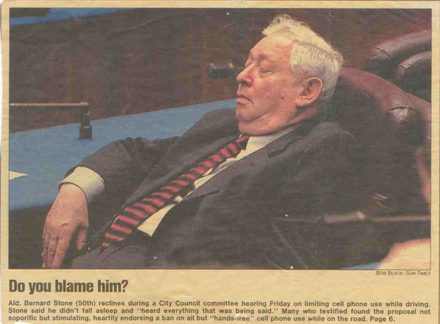 BOB BLACK/SUN-TIMES
Do you blame him?
Ald. Bernard Stone (50th) reclines during a City Council committee hearing Friday on limiting cell phone use while driving.
Stone said he didn't fall asleep and "heard everything that was being said." Many who testified found the proposal not
soporific but stimulating, heartily endorsing a ban on all but "hands-free" cell phone use while on the road. Page 6.